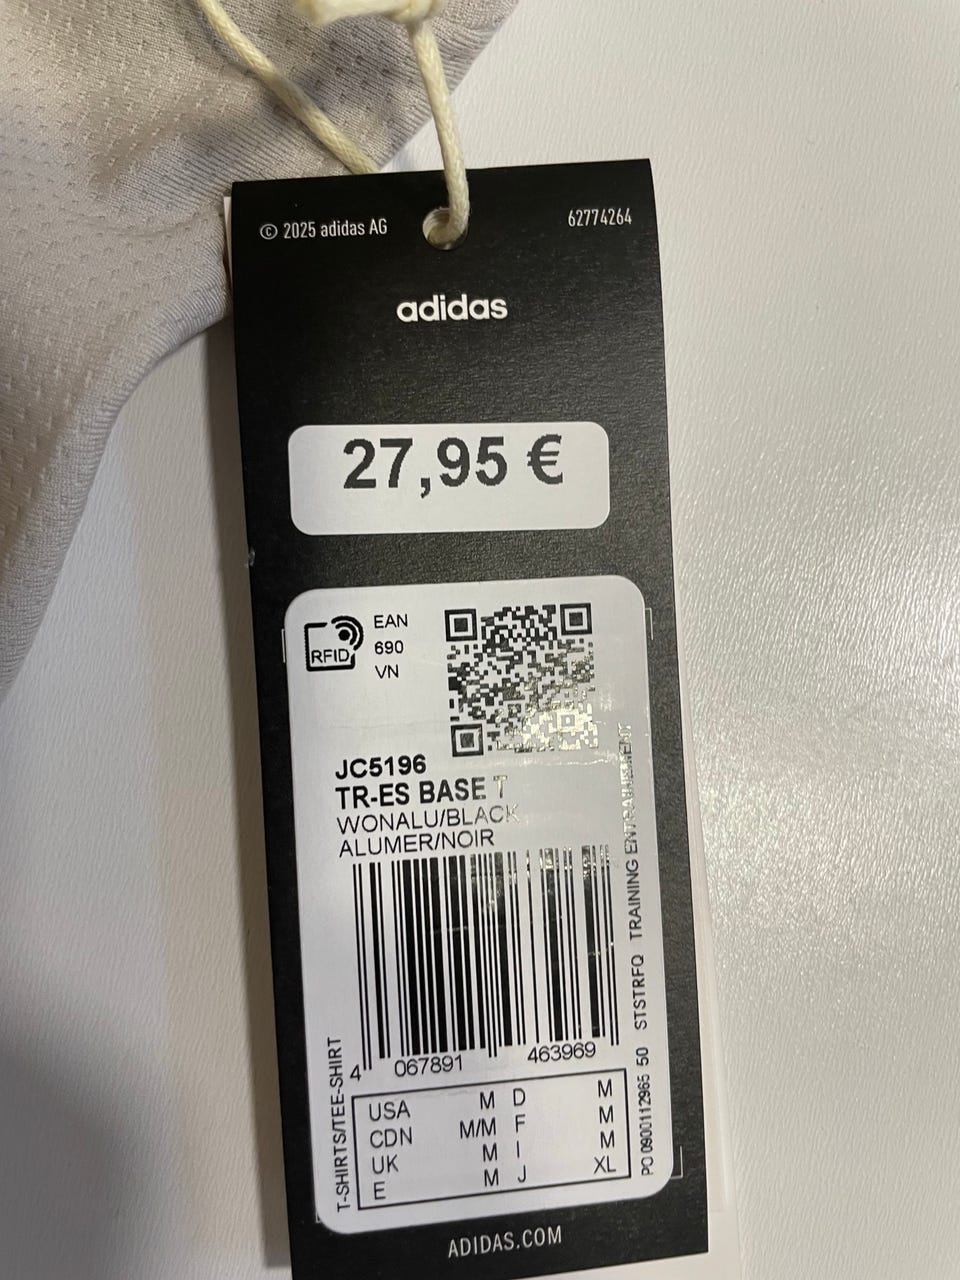 © 2025 adidas AG
62774264
adidas
27,95 €
RFID
EAN
690
VN
JC5196
TR-ES BASE T
WONALU/BLACK
ALUMER/NOIR
4 067891 463969
T-SHIRTS/TEE-SHIRT
PO 0900112965 50 STSTRFQ TRAINING ENTRAINEMENT
USA M D M
CDN M/M F M
UK M I M
E M J XL
ADIDAS.COM